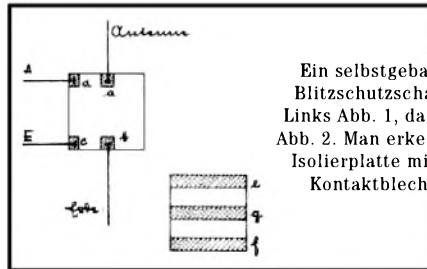 Antenne
A
a
E
c b
Erde
e
g
f
Ein selbstgeba
Blitzschutzscha
Links Abb. 1, da
Abb. 2. Man erke
Isolierplatte mi
Kontaktblech